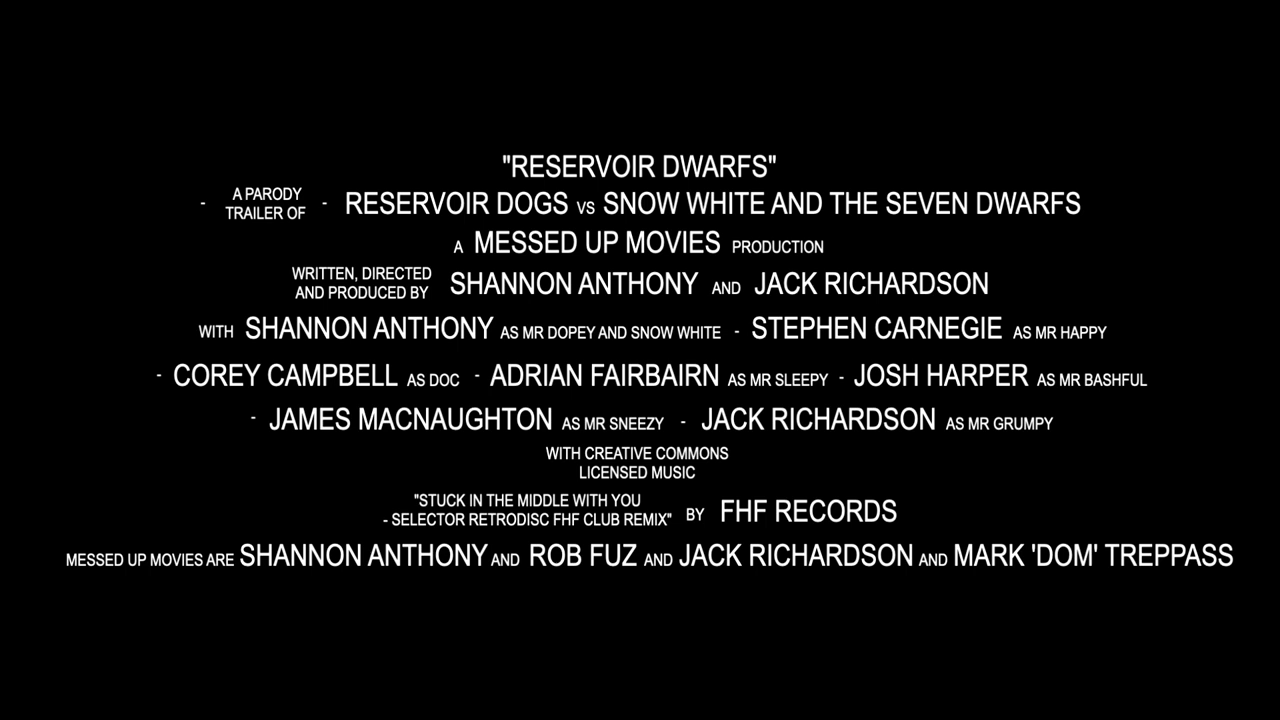 "RESERVOIR DWARFS"
- A PARODY TRAILER OF - RESERVOIR DOGS VS SNOW WHITE AND THE SEVEN DWARFS
A MESSED UP MOVIES PRODUCTION
WRITTEN, DIRECTED AND PRODUCED BY SHANNON ANTHONY AND JACK RICHARDSON
WITH SHANNON ANTHONY AS MR DOPEY AND SNOW WHITE - STEPHEN CARNEGIE AS MR HAPPY
- COREY CAMPBELL AS DOC - ADRIAN FAIRBAIRN AS MR SLEEPY - JOSH HARPER AS MR BASHFUL
- JAMES MACNAUGHTON AS MR SNEEZY - JACK RICHARDSON AS MR GRUMPY
WITH CREATIVE COMMONS
LICENSED MUSIC
"STUCK IN THE MIDDLE WITH YOU - SELECTOR RETRODISC FHF CLUB REMIX" BY FHF RECORDS
MESSED UP MOVIES ARE SHANNON ANTHONY AND ROB FUZ AND JACK RICHARDSON AND MARK 'DOM' TREPPASS